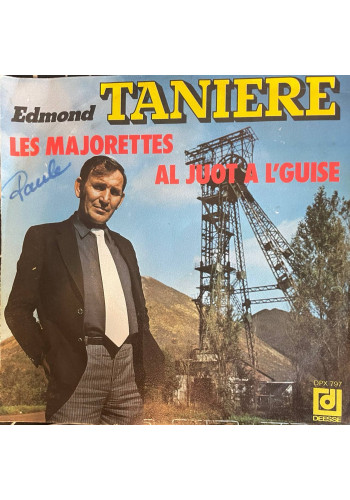 Edmond TANIERE
LES MAJORETTES
AL JUOT A L'GUISE
Paule
DPX 797
d
DEESSE